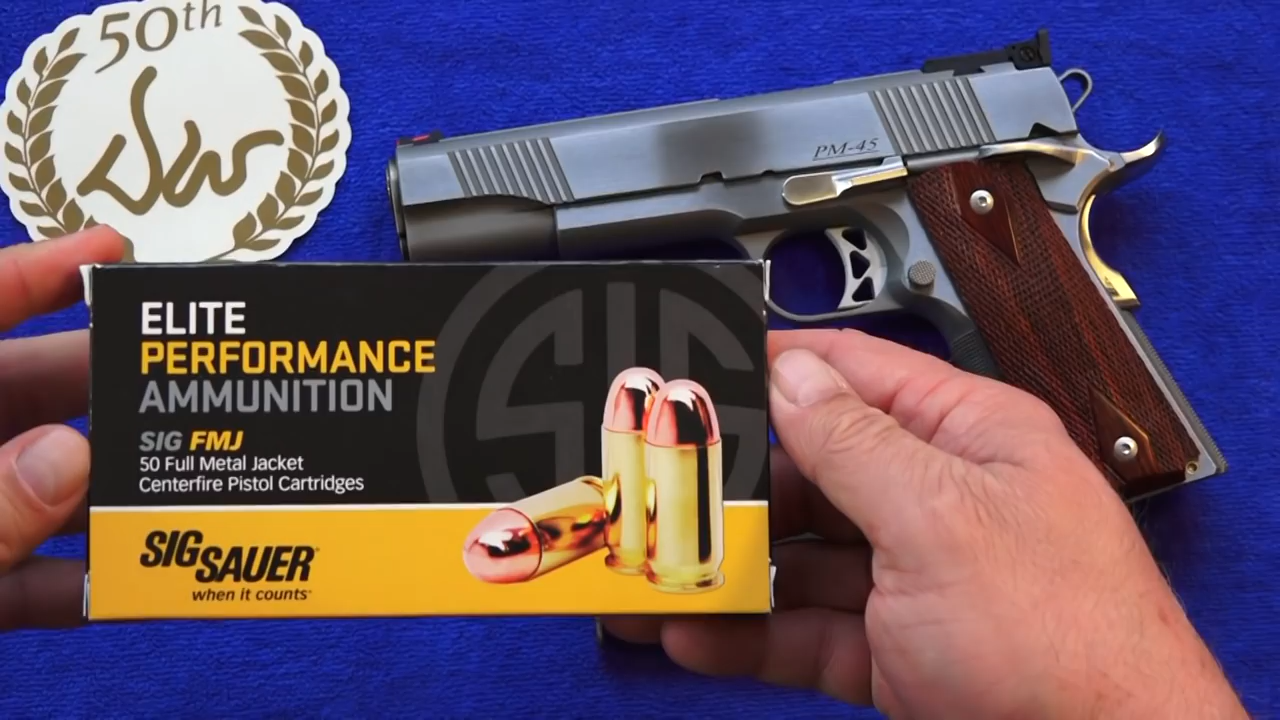 50th
PM-45
ELITE
PERFORMANCE
AMMUNITION
SIG FMJ
50 Full Metal Jacket
Centerfire Pistol Cartridges
SIG
SIG SAUER
when it counts